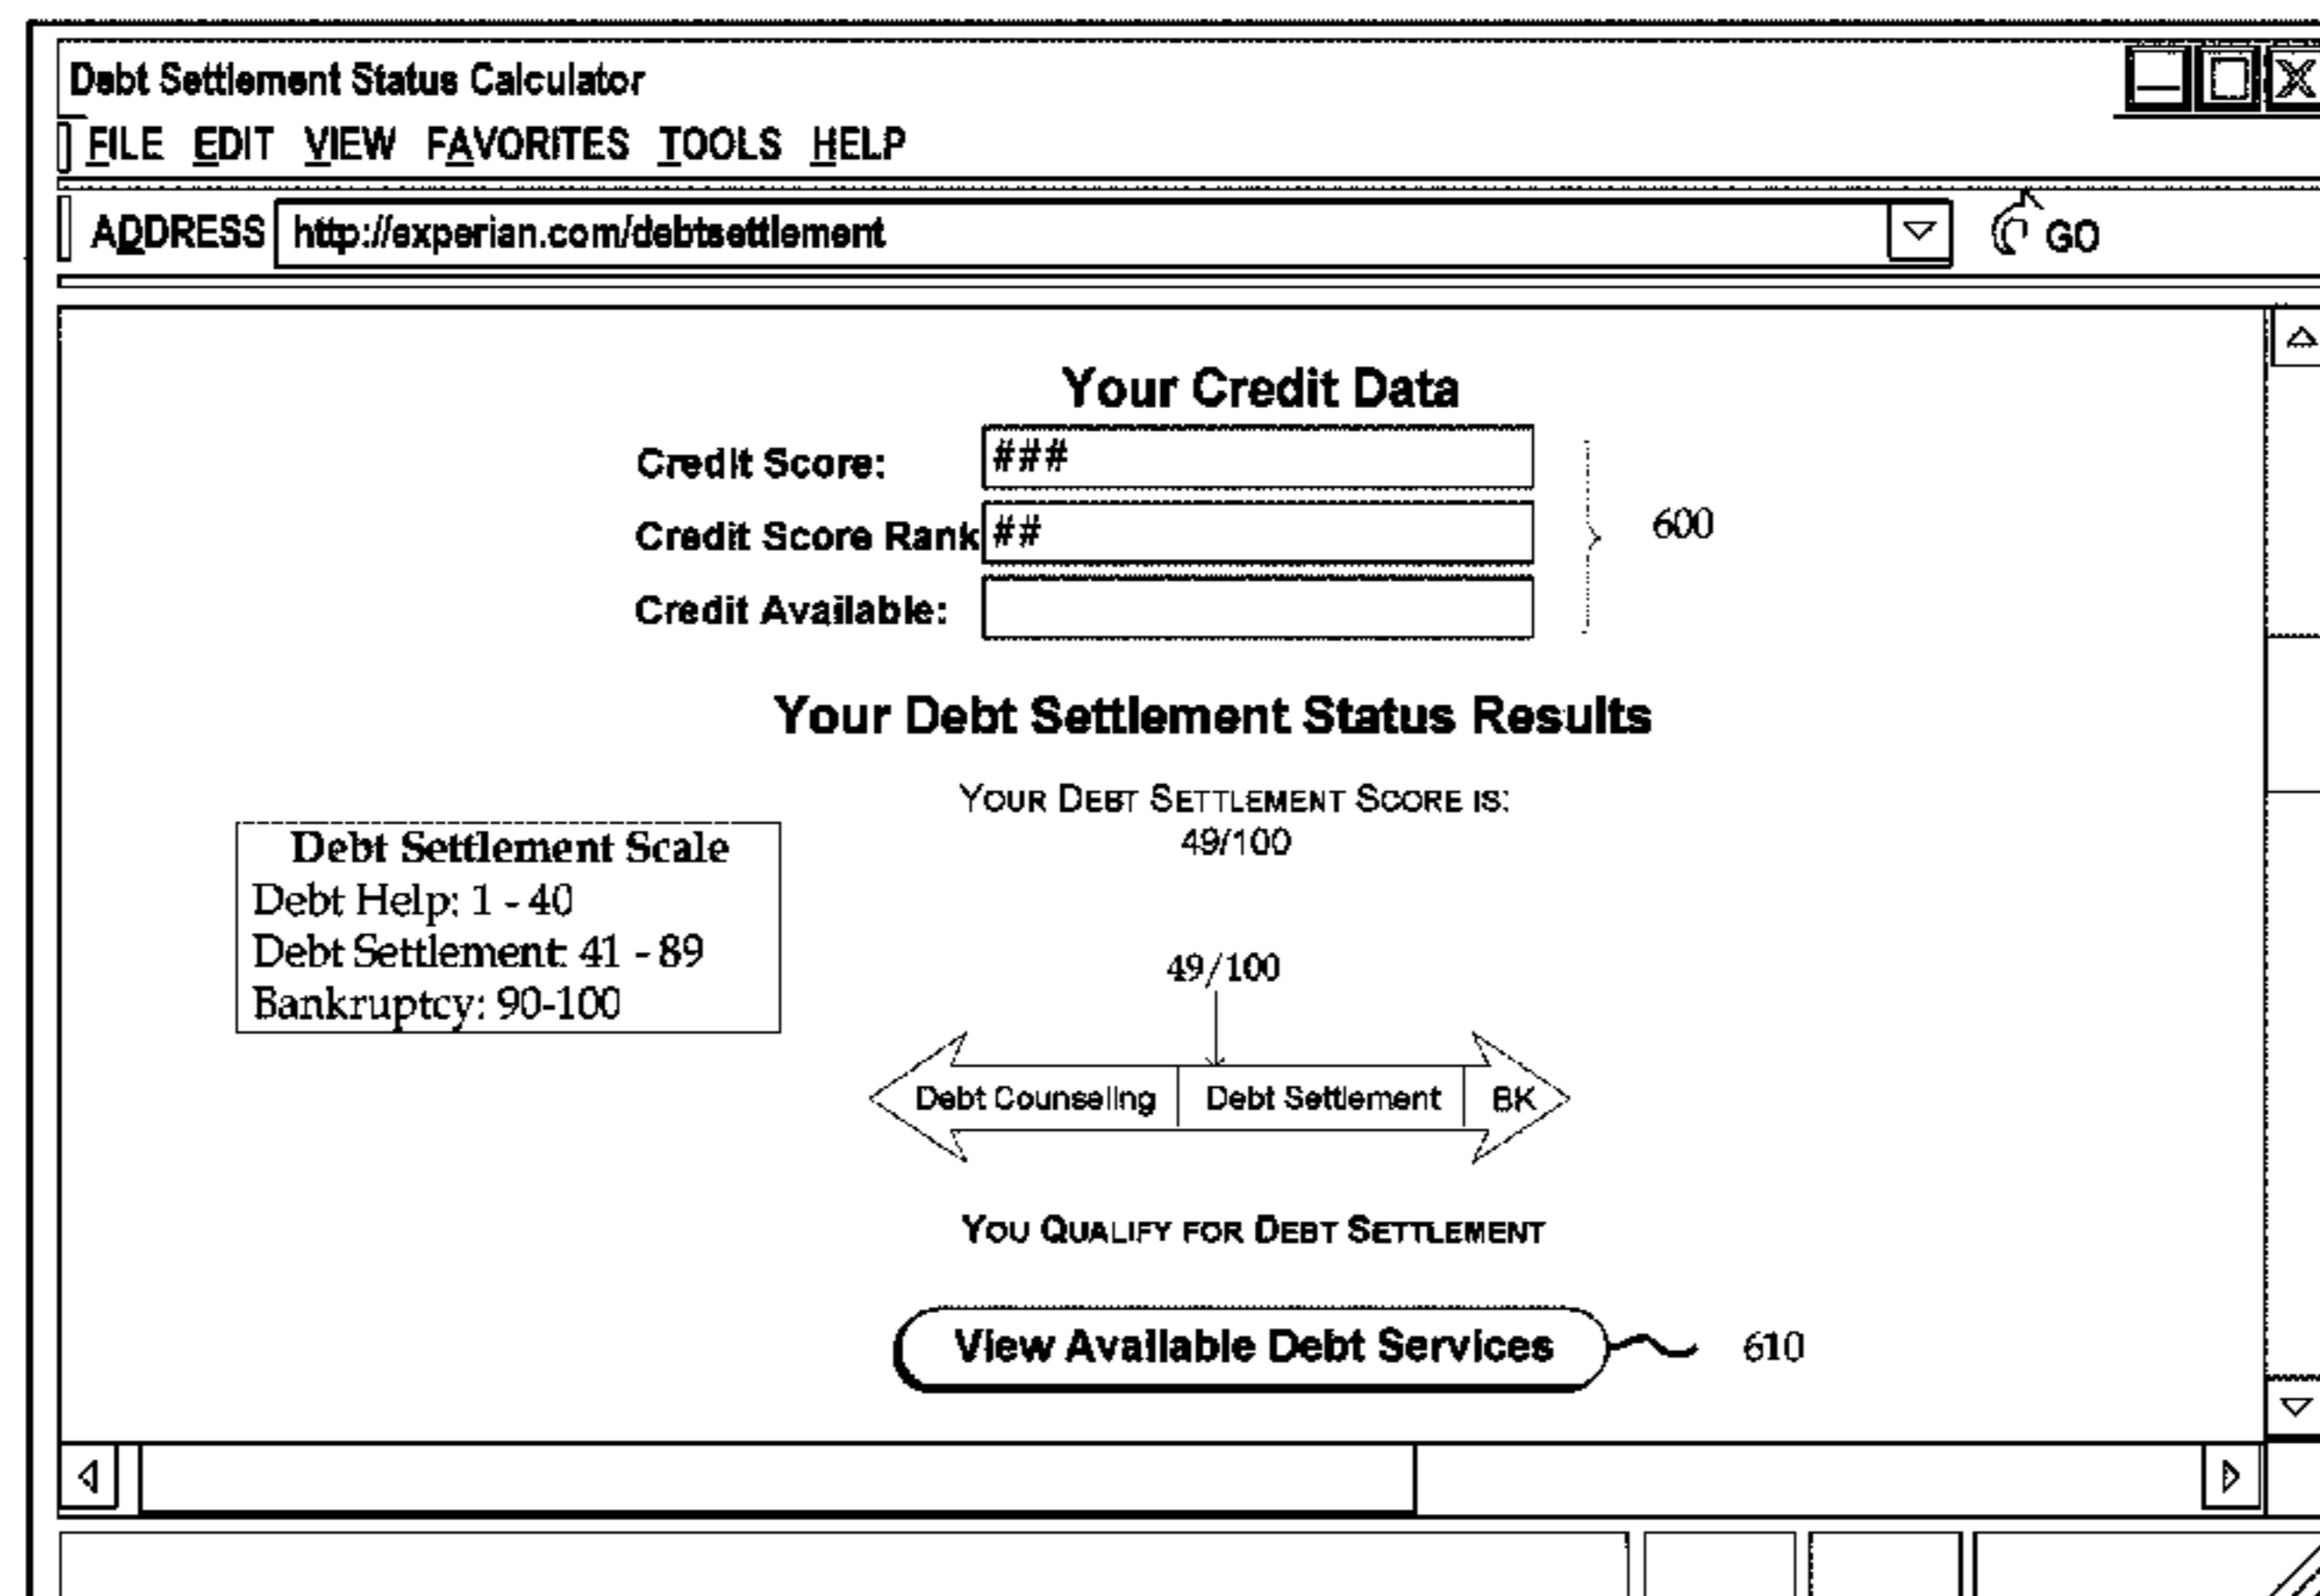 Debt Settlement Status Calculator
FILE EDIT VIEW FAVORITES TOOLS HELP
ADDRESS http://experian.com/debtsettlement GO
Your Credit Data
Credit Score: ###
Credit Score Rank ##
Credit Available:
600
Your Debt Settlement Status Results
YOUR DEBT SETTLEMENT SCORE IS:
49/100
Debt Settlement Scale
Debt Help: 1 - 40
Debt Settlement: 41 - 89
Bankruptcy: 90-100
49/100
Debt Counseling Debt Settlement BK
YOU QUALIFY FOR DEBT SETTLEMENT
View Available Debt Services 610